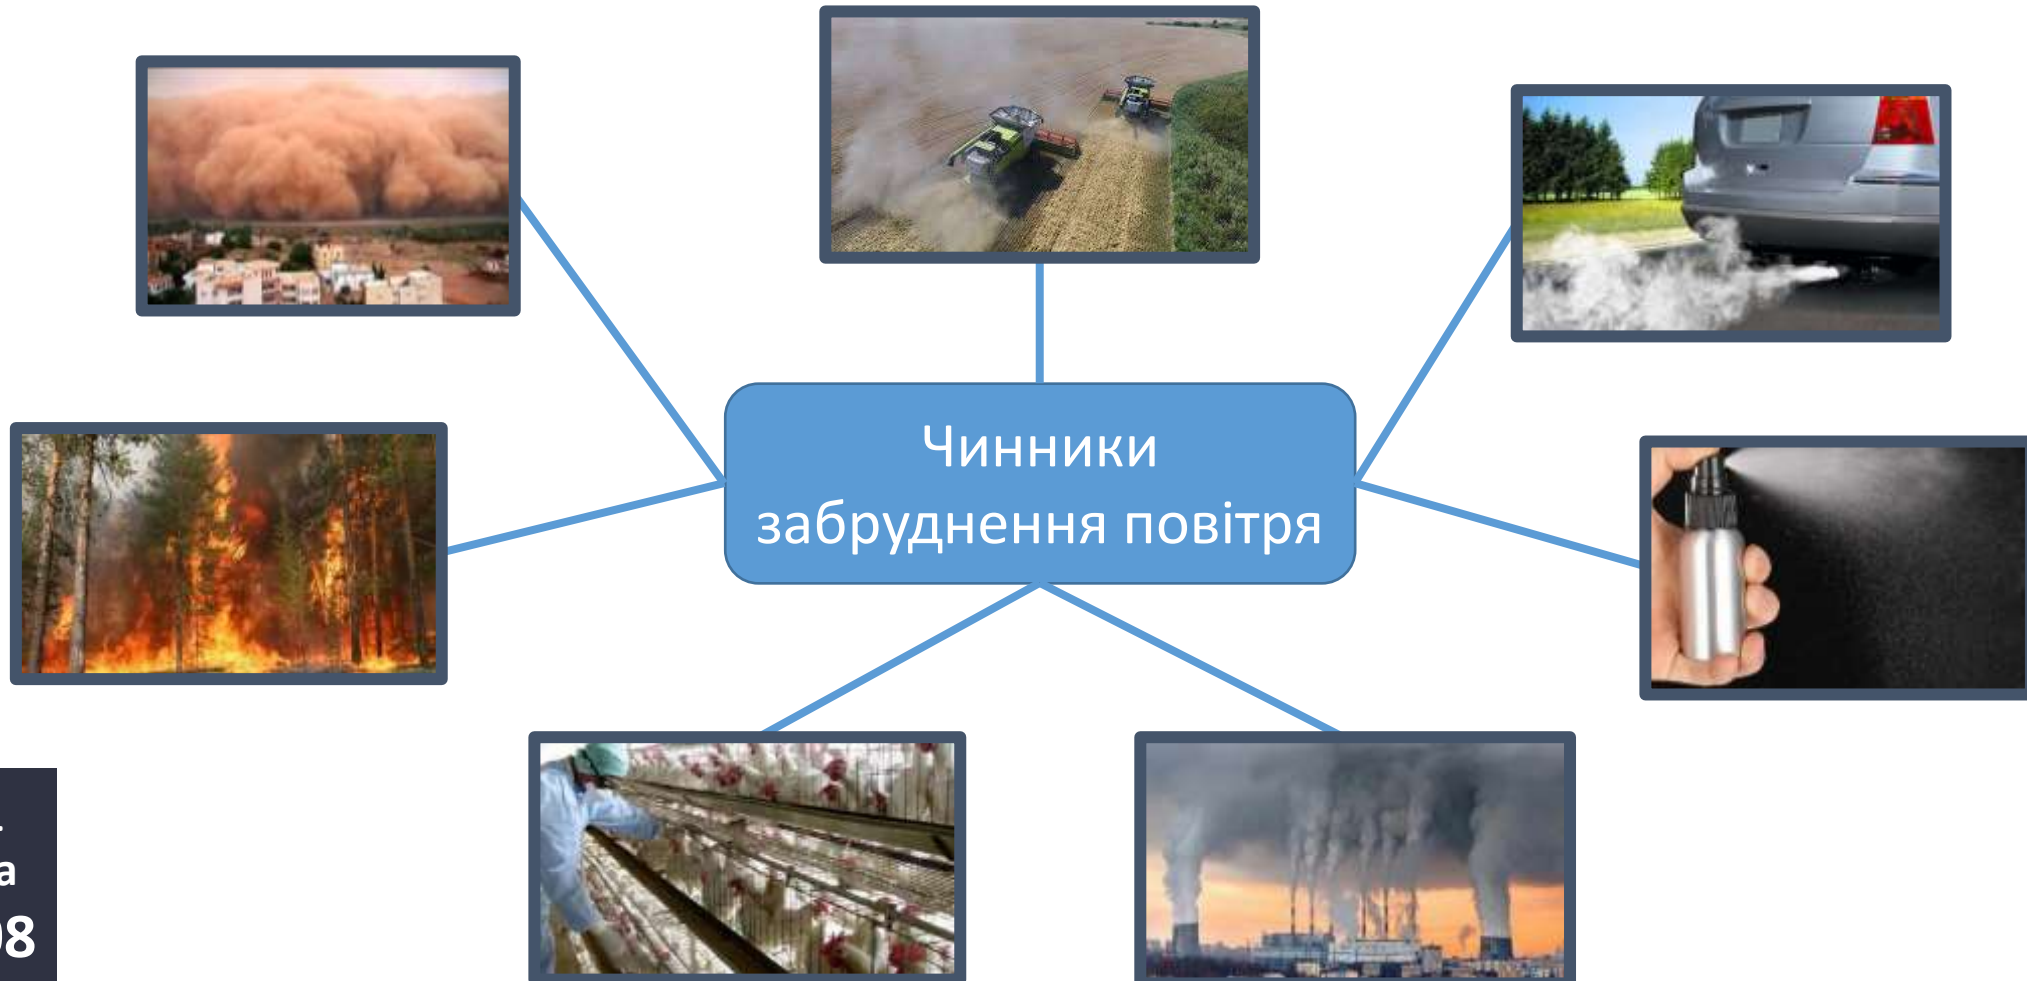 Чинники
забруднення повітря